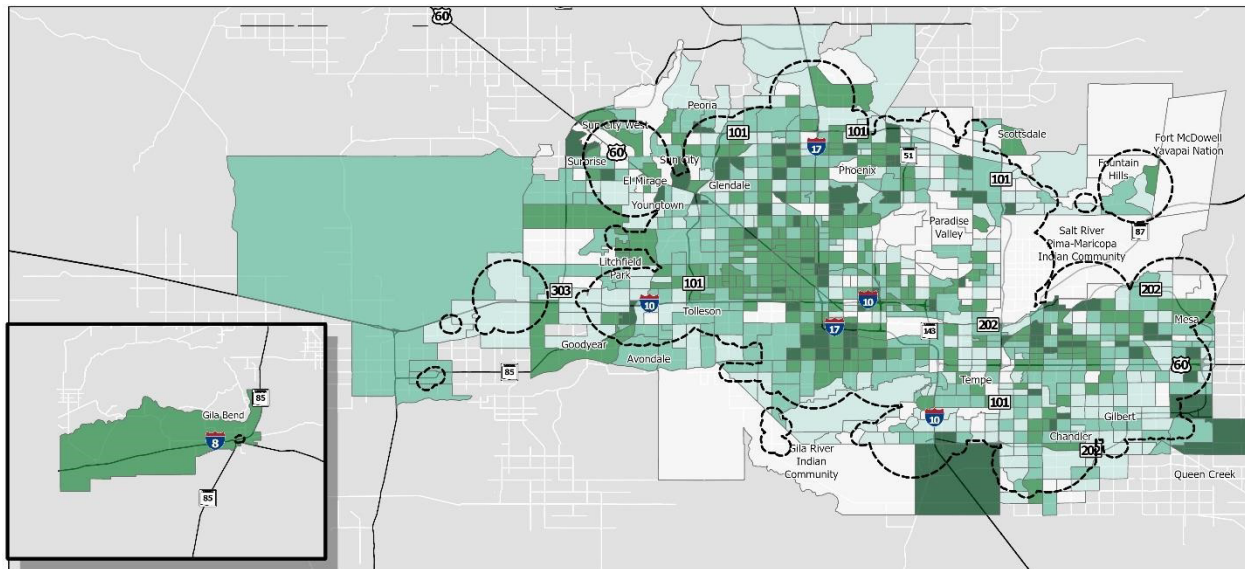 60
Peoria
101
101
Sun City West
Scottsdale
60
17
51
Fort McDowell
Yavapai Nation
Surprise
Sun City
Phoenix
Fountain
Hills
El Mirage
Glendale
101
Youngtown
Paradise
Valley
87
Salt River
Pima-Maricopa
Indian Community
Litchfield
Park
303
10
101
10
202
Tolleson
17
143
202
Mesa
Goodyear
Avondale
85
60
Tempe
101
10
Gilbert
Chandler
202
Gila River
Indian
Community
Queen Creek
85
Gila Bend
8
85